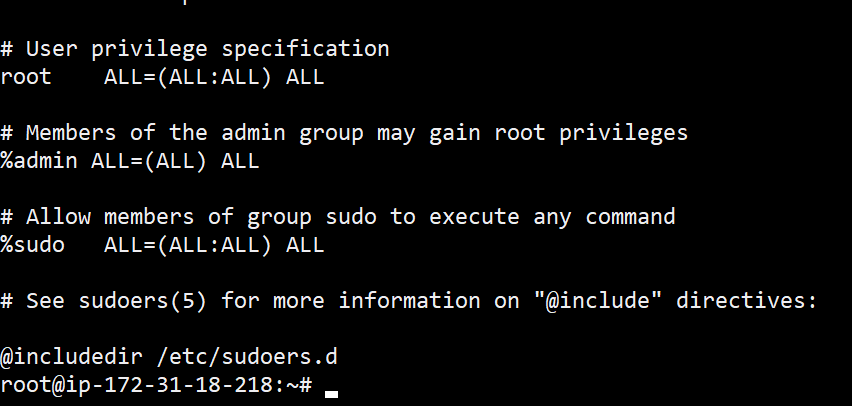 # User privilege specification
root    ALL=(ALL:ALL) ALL
# Members of the admin group may gain root privileges
%admin ALL=(ALL) ALL
# Allow members of group sudo to execute any command
%sudo   ALL=(ALL:ALL) ALL
# See sudoers(5) for more information on "@include" directives:
@includedir /etc/sudoers.d
root@ip-172-31-18-218:~#